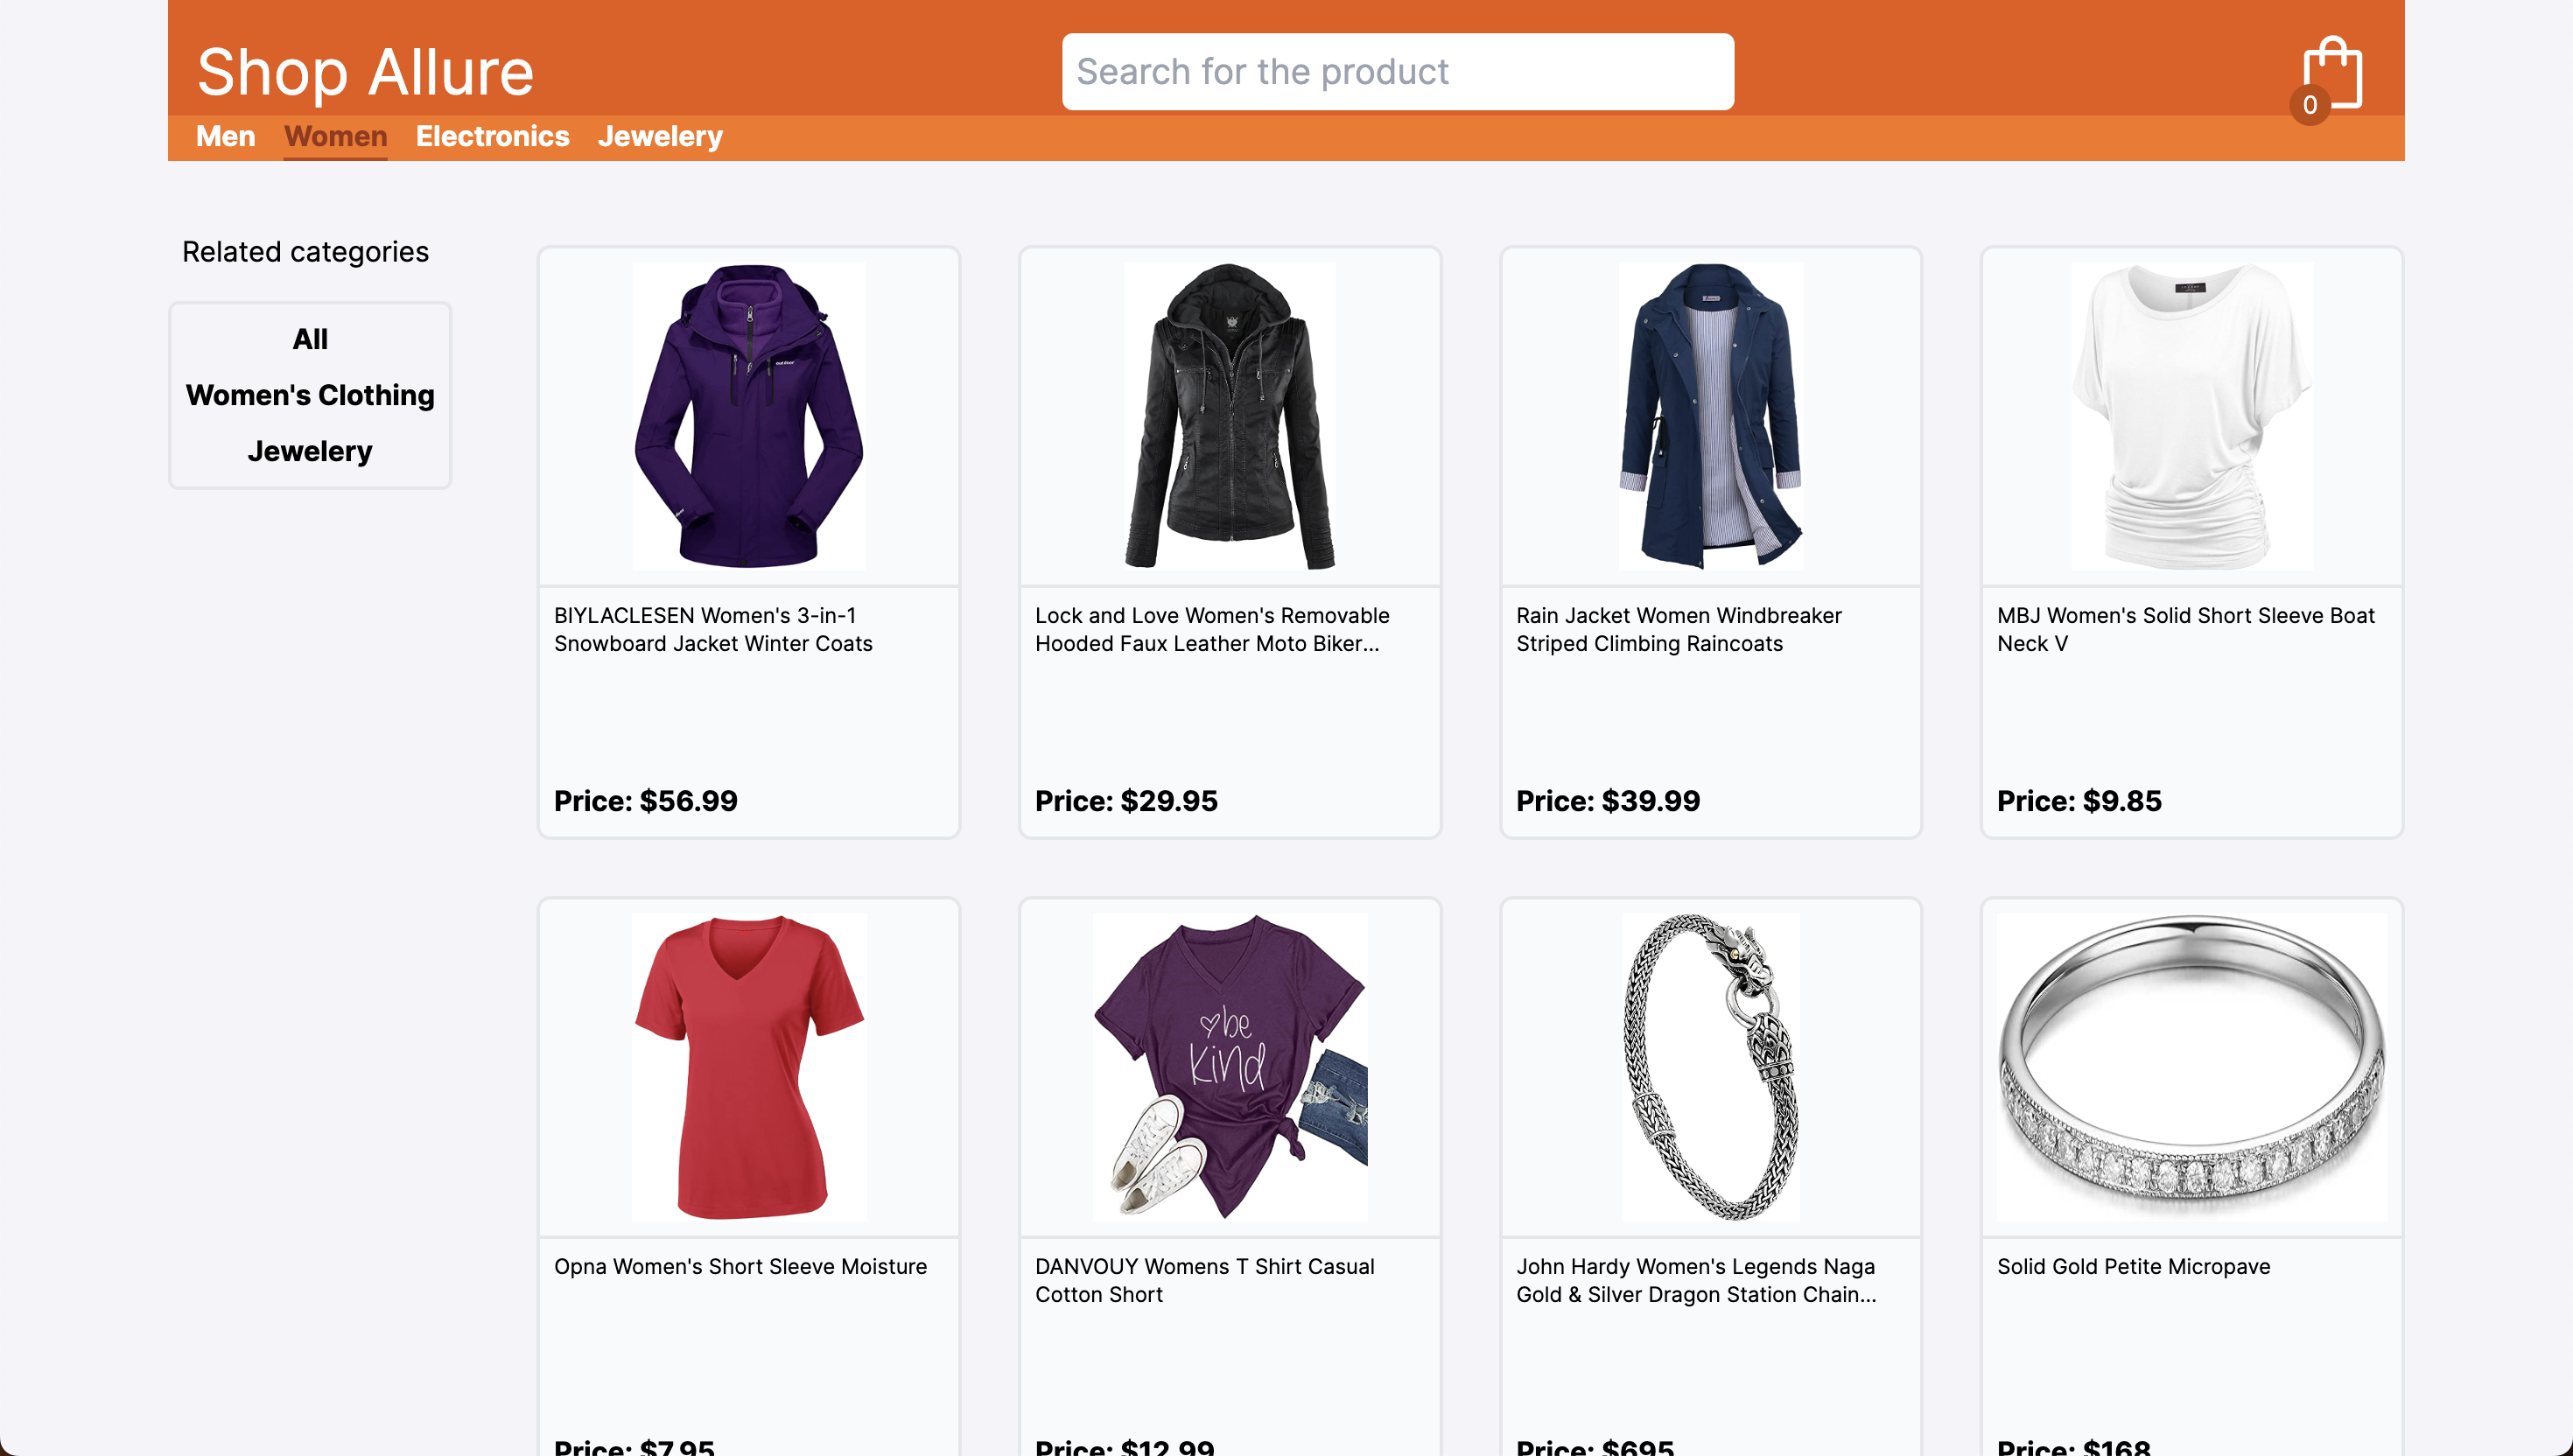 Shop Allure
Search for the product
0
Men Women Electronics Jewelery
Related categories
All
Women's Clothing
Jewelery
outdoor
BIYLACLESEN Women's 3-in-1
Snowboard Jacket Winter Coats
Price: $56.99
Lock and Love Women's Removable
Hooded Faux Leather Moto Biker...
Price: $29.95
Rain Jacket Women Windbreaker
Striped Climbing Raincoats
Price: $39.99
MBJ Women's Solid Short Sleeve Boat
Neck V
Price: $9.85
Opna Women's Short Sleeve Moisture
Price: $7.95
be
kind
DANVOUY Womens T Shirt Casual
Cotton Short
Price: $12.99
John Hardy Women's Legends Naga
Gold & Silver Dragon Station Chain...
Price: $695
Solid Gold Petite Micropave
Price: $168